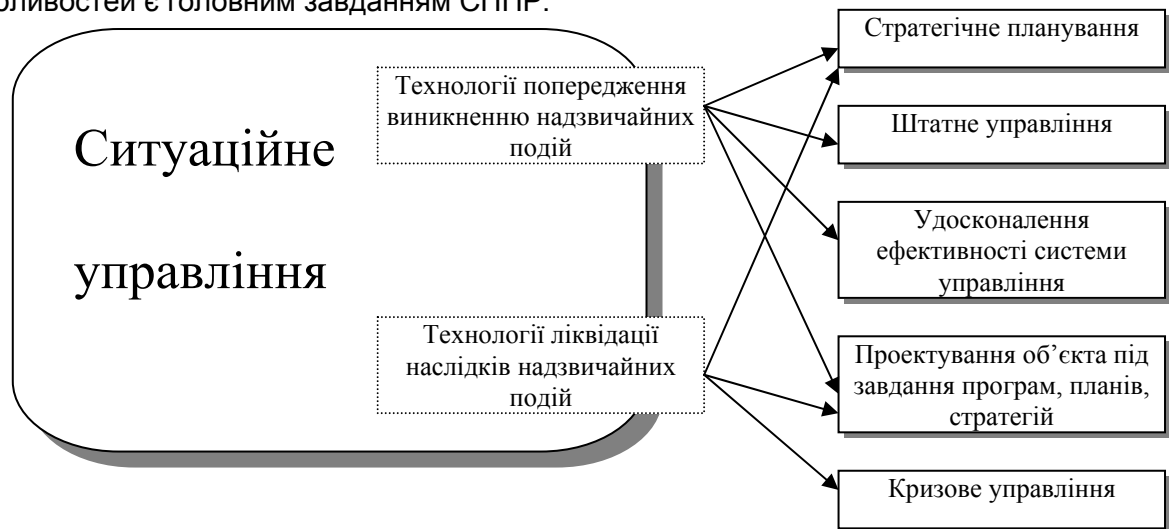 є головним завданням СППР.
Ситуаційне
управління
Технології попередження
виникненню надзвичайних
подій
Технології ліквідації
наслідків надзвичайних
подій
Стратегічне планування
Штатне управління
Удосконалення
ефективності системи
управління
Проектування об’єкта під
завдання програм, планів,
стратегій
Кризове управління